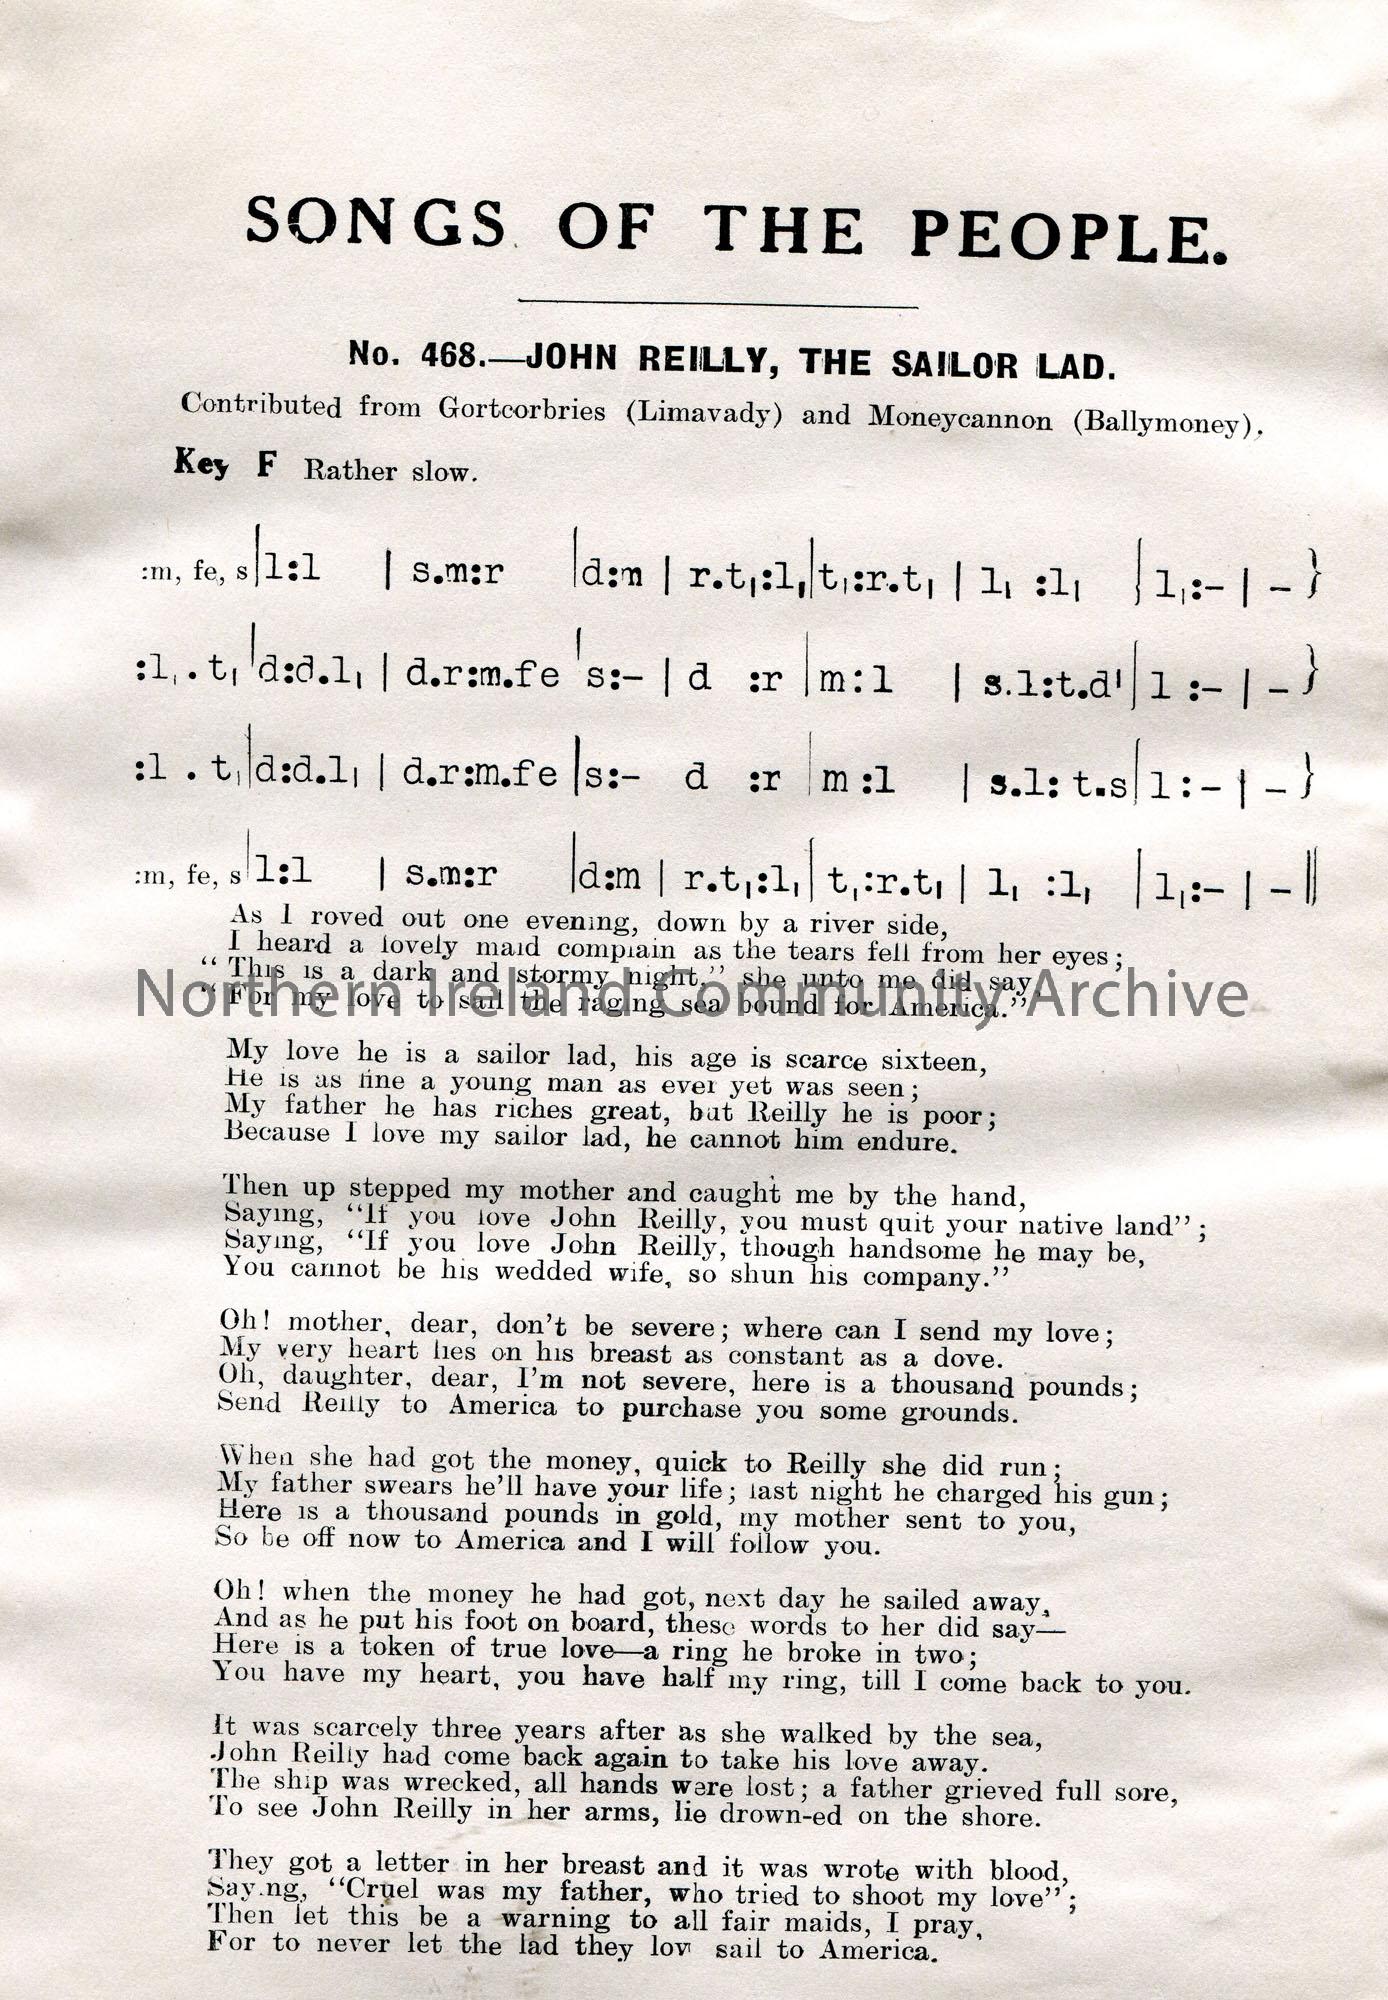 SONGS OF THE PEOPLE.
No. 468.—JOHN REILLY, THE SAILOR LAD.
Contributed from Gortcorbries (Limavady) and Moneycannon (Ballymoney).
Key F Rather slow.
:m, fe, s|l:l | s.m:r |d:m | r.t,:l,|t,:r.t, | l, :l, | l,:– | – }
:l, . t,|d:d.l, | d.r:m.fe|s:– | d :r |m:l | s.l:t.d'|l :– | – }
:l . t,|d:d.l, | d.r:m.fe |s:– d :r |m :l | s.l: t.s|l :– | – }
:m, fe, s|l:l | s.m:r |d:m | r.t,:l,| t,:r.t, | l, :l, | l,:– | –||
As I roved out one evening, down by a river side,
I heard a lovely maid complain as the tears fell from her eyes;
“This is a dark and stormy night,” she unto me did say,
“For my love to sail the raging sea bound for America.”
Northern Ireland Community Archive
My love he is a sailor lad, his age is scarce sixteen,
He is as fine a young man as ever yet was seen;
My father he has riches great, but Reilly he is poor;
Because I love my sailor lad, he cannot him endure.
Then up stepped my mother and caught me by the hand,
Saying, “If you love John Reilly, you must quit your native land”;
Saying, “If you love John Reilly, though handsome he may be,
You cannot be his wedded wife, so shun his company.”
Oh! mother, dear, don’t be severe; where can I send my love;
My very heart lies on his breast as constant as a dove.
Oh, daughter, dear, I’m not severe, here is a thousand pounds;
Send Reilly to America to purchase you some grounds.
When she had got the money, quick to Reilly she did run;
My father swears he’ll have your life; last night he charged his gun;
Here is a thousand pounds in gold, my mother sent to you,
So be off now to America and I will follow you.
Oh! when the money he had got, next day he sailed away,
And as he put his foot on board, these words to her did say—
Here is a token of true love—a ring he broke in two;
You have my heart, you have half my ring, till I come back to you.
It was scarcely three years after as she walked by the sea,
John Reilly had come back again to take his love away.
The ship was wrecked, all hands were lost; a father grieved full sore,
To see John Reilly in her arms, lie drown-ed on the shore.
They got a letter in her breast and it was wrote with blood,
Saying, “Cruel was my father, who tried to shoot my love”;
Then let this be a warning to all fair maids, I pray,
For to never let the lad they lov sail to America.